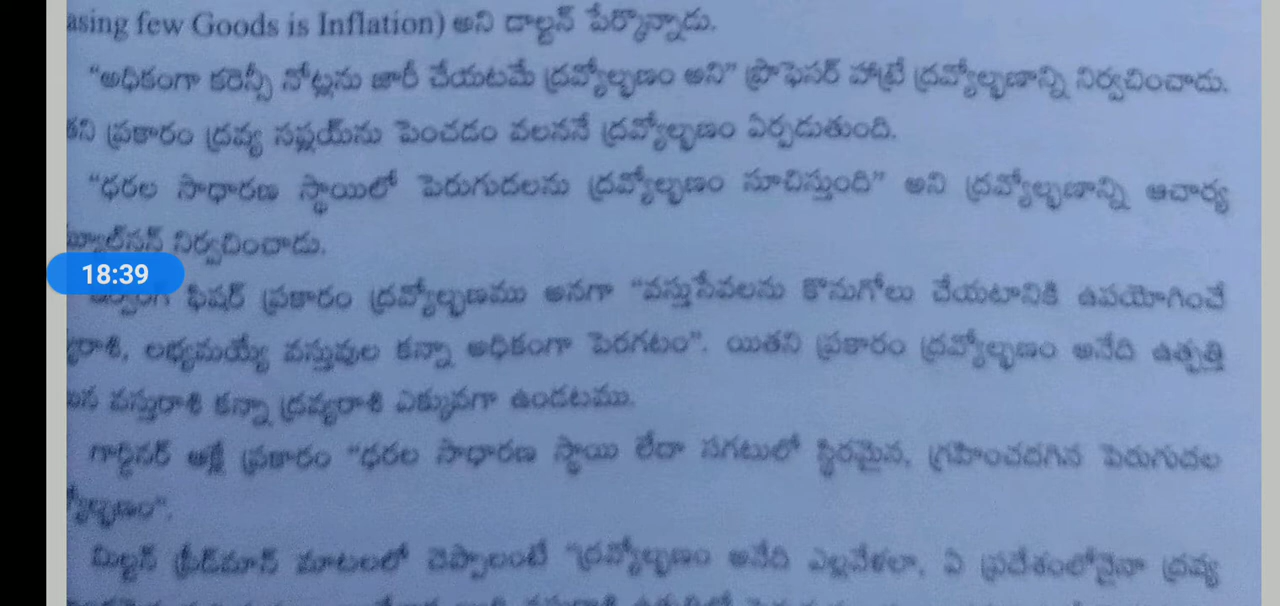 asing few Goods is Inflation) అని డాల్టన్ పేర్కొన్నాడు.
“అధికంగా కరెన్సీ నోట్లను జారీ చేయటమే ద్రవ్యోల్బణం అని” ప్రొఫెసర్ హాట్రే ద్రవ్యోల్బణాన్ని నిర్వచించాడు.
ప్రకారం ద్రవ్య సప్లయ్‌ను పెంచడం వలననే ద్రవ్యోల్బణం ఏర్పడుతుంది.
“ధరల సాధారణ స్థాయిలో పెరుగుదలను ద్రవ్యోల్బణం సూచిస్తుంది” అని ద్రవ్యోల్బణాన్ని ఆచార్య
నిర్వచించాడు.
18:39
ఫిషర్ ప్రకారం ద్రవ్యోల్బణము అనగా “వస్తుసేవలను కొనుగోలు చేయటానికి ఉపయోగించే
లభ్యమయ్యే వస్తువుల కన్నా అధికంగా పెరగటం”. యితని ప్రకారం ద్రవ్యోల్బణం అనేది ఉత్పత్తి
వస్తురాశి కన్నా ద్రవ్యరాశి ఎక్కువగా ఉండటము.
గార్డినర్ ఆక్లే ప్రకారం “ధరల సాధారణ స్థాయి లేదా సగటులో స్థిరమైన, గ్రహించదగిన పెరుగుదల
మిల్టన్ ఫ్రీడ్‌మాన్ మాటలలో చెప్పాలంటే “ద్రవ్యోల్బణం అనేది ఎల్లవేళలా, ఏ ప్రదేశంలోనైనా ద్రవ్య